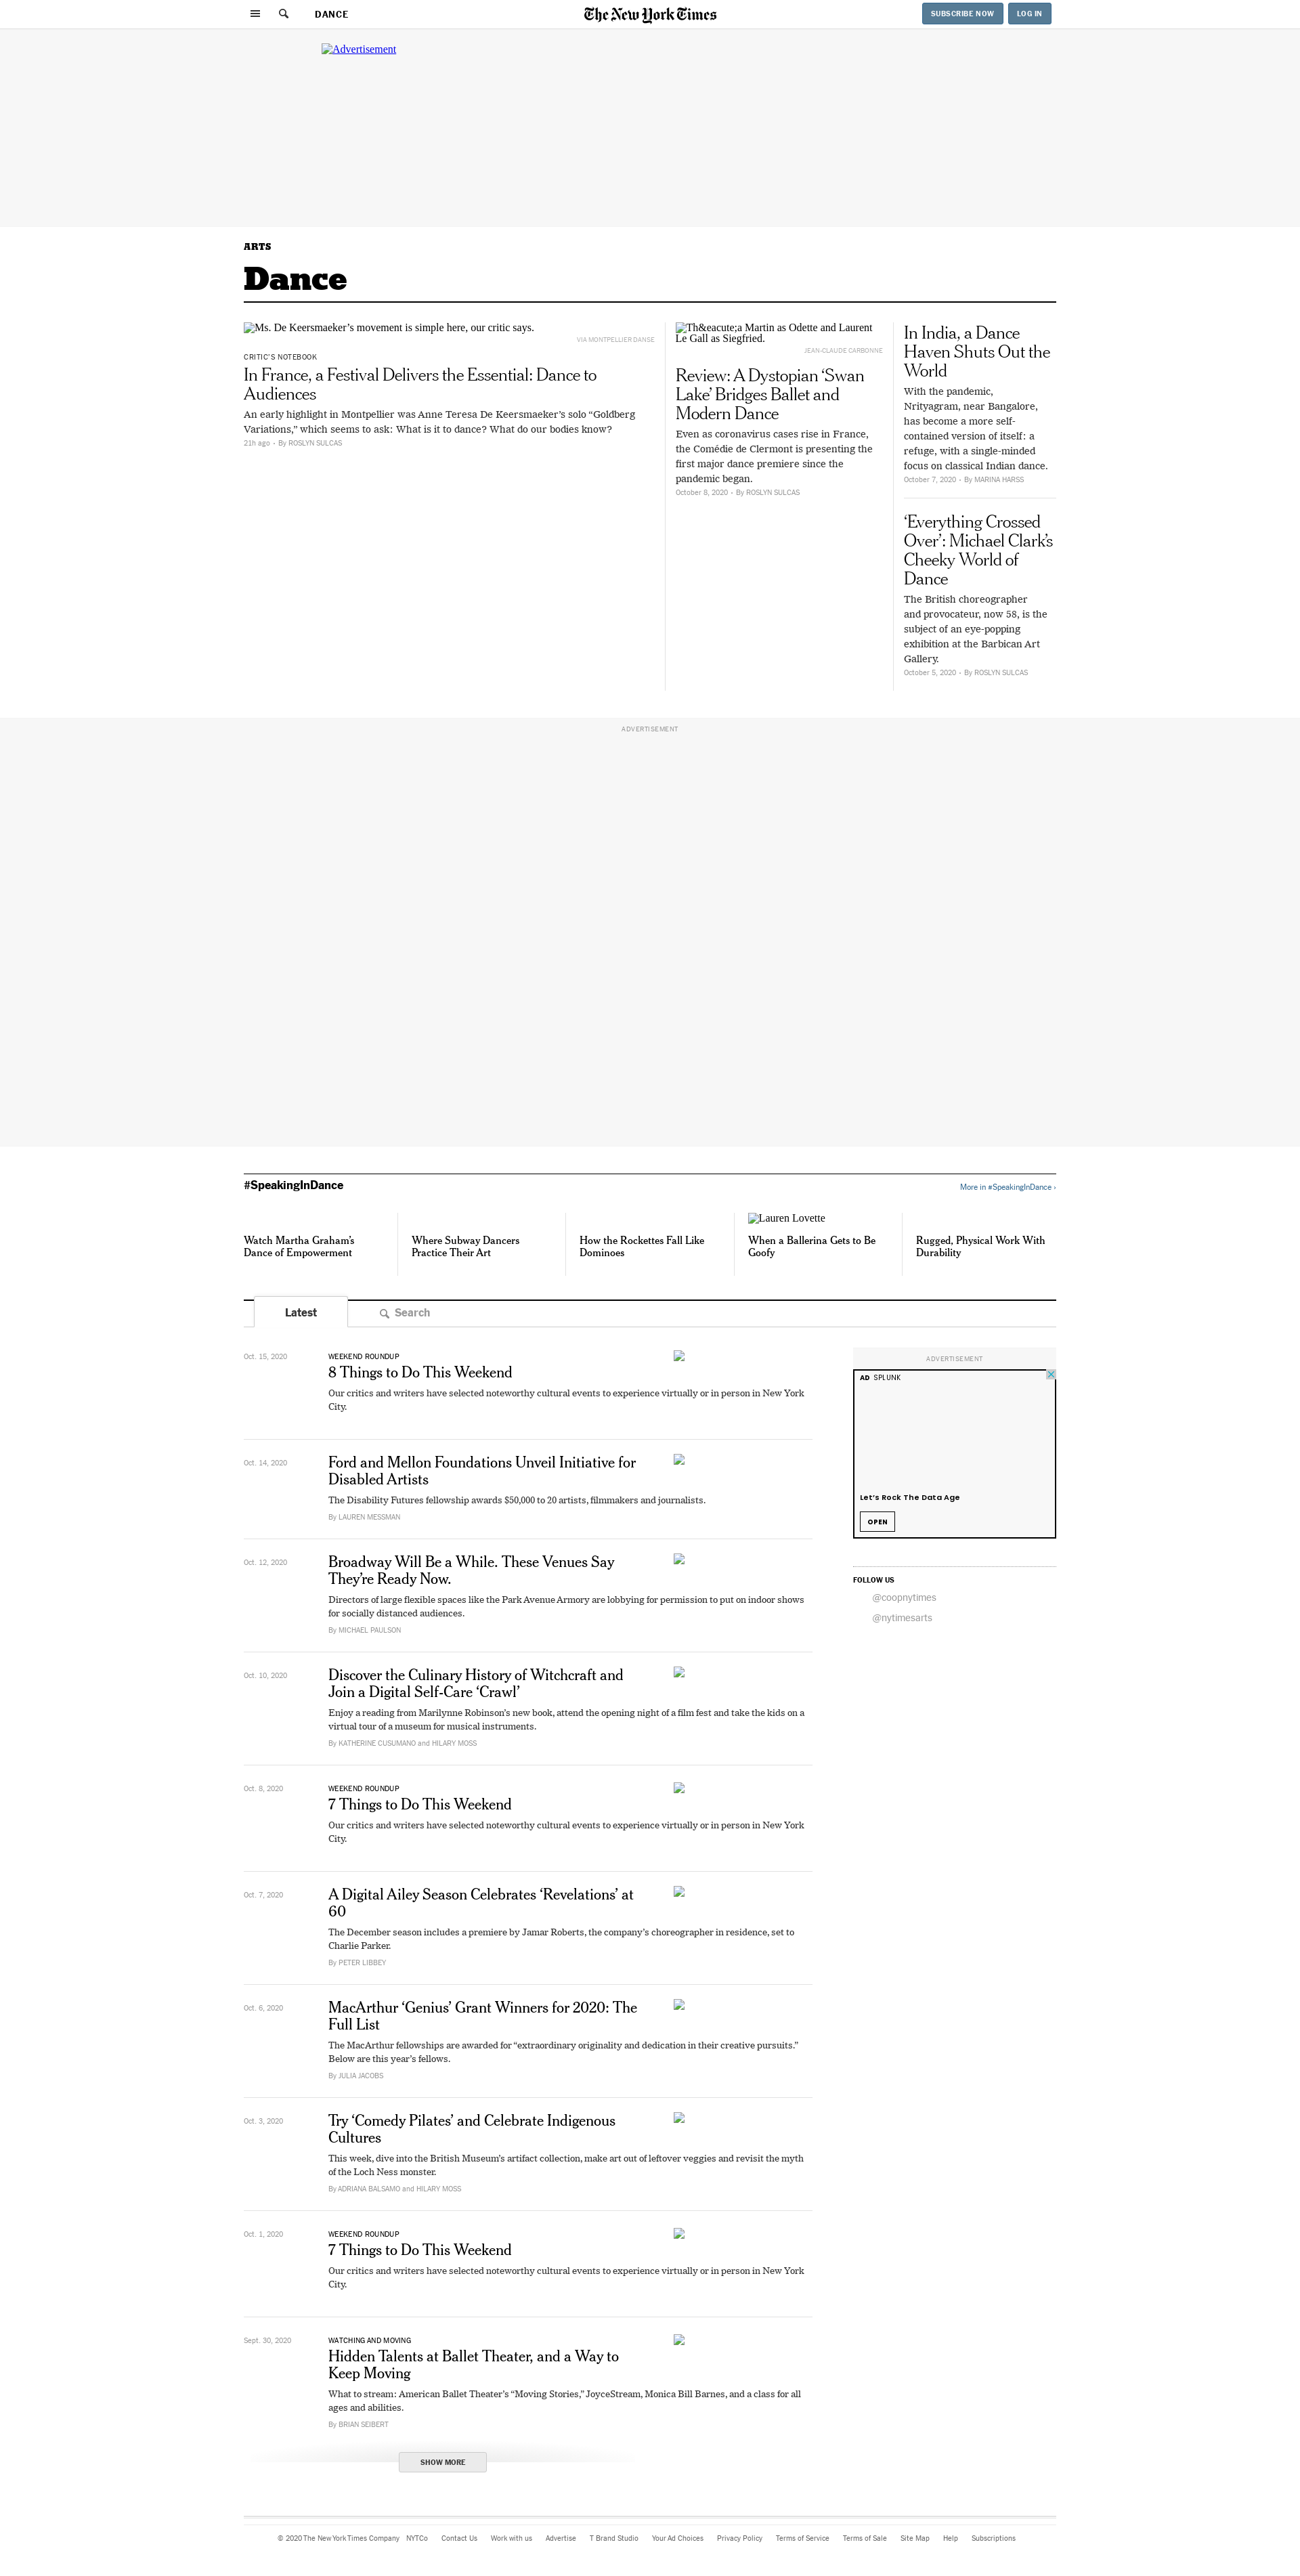 DANCE
The New York Times
SUBSCRIBE NOW
LOG IN
Advertisement
ARTS
Dance
Ms. De Keersmaeker’s movement is simple here, our critic says.
VIA MONTPELLIER DANSE
CRITIC’S NOTEBOOK
In France, a Festival Delivers the Essential: Dance to
Audiences
An early highlight in Montpellier was Anne Teresa De Keersmaeker’s solo “Goldberg
Variations,” which seems to ask: What is it to dance? What do our bodies know?
21h ago • By ROSLYN SULCAS
Th&eacute;a Martin as Odette and Laurent
Le Gall as Siegfried.
JEAN-CLAUDE CARBONNE
Review: A Dystopian ‘Swan
Lake’ Bridges Ballet and
Modern Dance
Even as coronavirus cases rise in France,
the Comédie de Clermont is presenting the
first major dance premiere since the
pandemic began.
October 8, 2020 • By ROSLYN SULCAS
In India, a Dance
Haven Shuts Out the
World
With the pandemic,
Nrityagram, near Bangalore,
has become a more self-
contained version of itself: a
refuge, with a single-minded
focus on classical Indian dance.
October 7, 2020 • By MARINA HARSS
‘Everything Crossed
Over’: Michael Clark’s
Cheeky World of
Dance
The British choreographer
and provocateur, now 58, is the
subject of an eye-popping
exhibition at the Barbican Art
Gallery.
October 5, 2020 • By ROSLYN SULCAS
ADVERTISEMENT
#SpeakingInDance
More in #SpeakingInDance ›
Watch Martha Graham’s
Dance of Empowerment
Where Subway Dancers
Practice Their Art
How the Rockettes Fall Like
Dominoes
Lauren Lovette
When a Ballerina Gets to Be
Goofy
Rugged, Physical Work With
Durability
Latest
Search
Oct. 15, 2020
WEEKEND ROUNDUP
8 Things to Do This Weekend
Our critics and writers have selected noteworthy cultural events to experience virtually or in person in New York
City.
Oct. 14, 2020
Ford and Mellon Foundations Unveil Initiative for
Disabled Artists
The Disability Futures fellowship awards $50,000 to 20 artists, filmmakers and journalists.
By LAUREN MESSMAN
Oct. 12, 2020
Broadway Will Be a While. These Venues Say
They’re Ready Now.
Directors of large flexible spaces like the Park Avenue Armory are lobbying for permission to put on indoor shows
for socially distanced audiences.
By MICHAEL PAULSON
Oct. 10, 2020
Discover the Culinary History of Witchcraft and
Join a Digital Self-Care ‘Crawl’
Enjoy a reading from Marilynne Robinson’s new book, attend the opening night of a film fest and take the kids on a
virtual tour of a museum for musical instruments.
By KATHERINE CUSUMANO and HILARY MOSS
Oct. 8, 2020
WEEKEND ROUNDUP
7 Things to Do This Weekend
Our critics and writers have selected noteworthy cultural events to experience virtually or in person in New York
City.
Oct. 7, 2020
A Digital Ailey Season Celebrates ‘Revelations’ at
60
The December season includes a premiere by Jamar Roberts, the company’s choreographer in residence, set to
Charlie Parker.
By PETER LIBBEY
Oct. 6, 2020
MacArthur ‘Genius’ Grant Winners for 2020: The
Full List
The MacArthur fellowships are awarded for “extraordinary originality and dedication in their creative pursuits.”
Below are this year’s fellows.
By JULIA JACOBS
Oct. 3, 2020
Try ‘Comedy Pilates’ and Celebrate Indigenous
Cultures
This week, dive into the British Museum’s artifact collection, make art out of leftover veggies and revisit the myth
of the Loch Ness monster.
By ADRIANA BALSAMO and HILARY MOSS
Oct. 1, 2020
WEEKEND ROUNDUP
7 Things to Do This Weekend
Our critics and writers have selected noteworthy cultural events to experience virtually or in person in New York
City.
Sept. 30, 2020
WATCHING AND MOVING
Hidden Talents at Ballet Theater, and a Way to
Keep Moving
What to stream: American Ballet Theater’s “Moving Stories,” JoyceStream, Monica Bill Barnes, and a class for all
ages and abilities.
By BRIAN SEIBERT
SHOW MORE
ADVERTISEMENT
AD SPLUNK
Let’s Rock The Data Age
OPEN
FOLLOW US
@coopnytimes
@nytimesarts
© 2020 The New York Times Company NYTCo Contact Us Work with us Advertise T Brand Studio Your Ad Choices Privacy Policy Terms of Service Terms of Sale Site Map Help Subscriptions